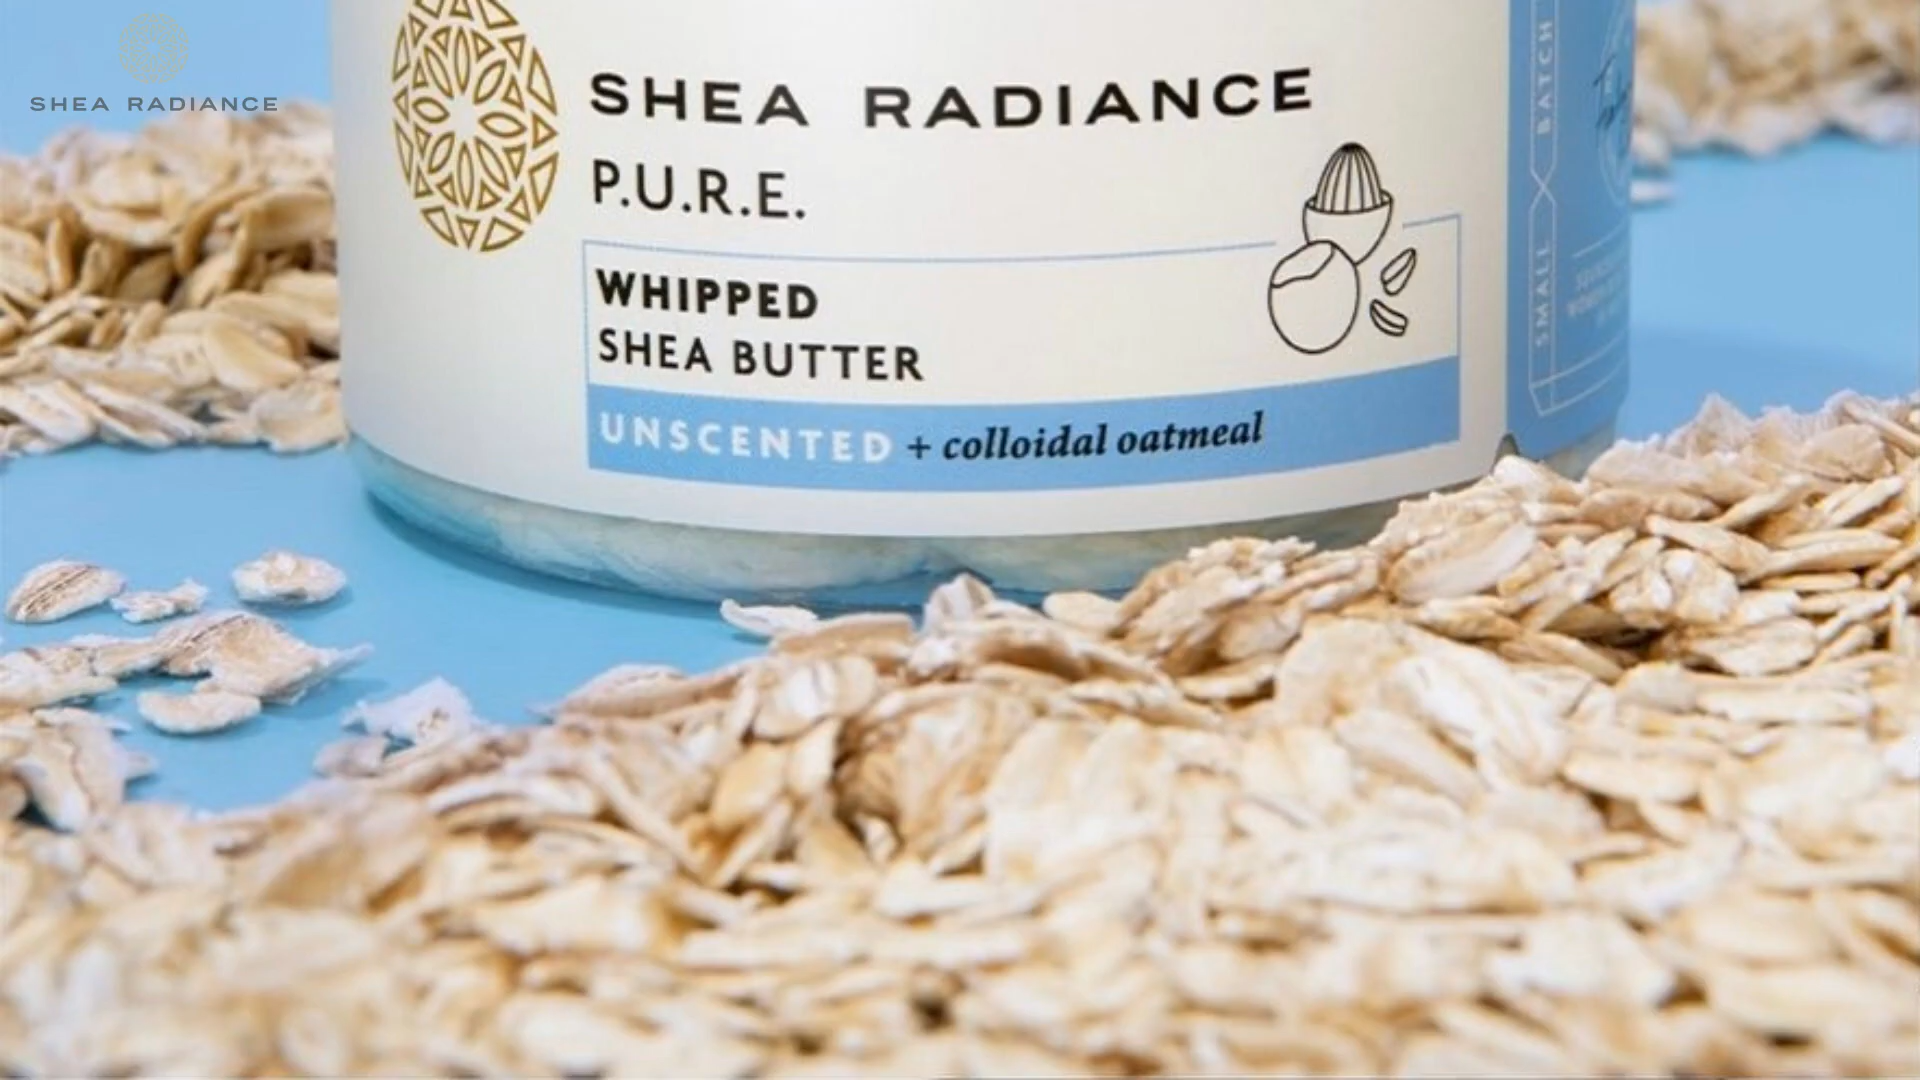 SHEA RADIANCE
SHEA RADIANCE
P.U.R.E.
WHIPPED
SHEA BUTTER
UNSCENTED + colloidal oatmeal
SMALL BATCH